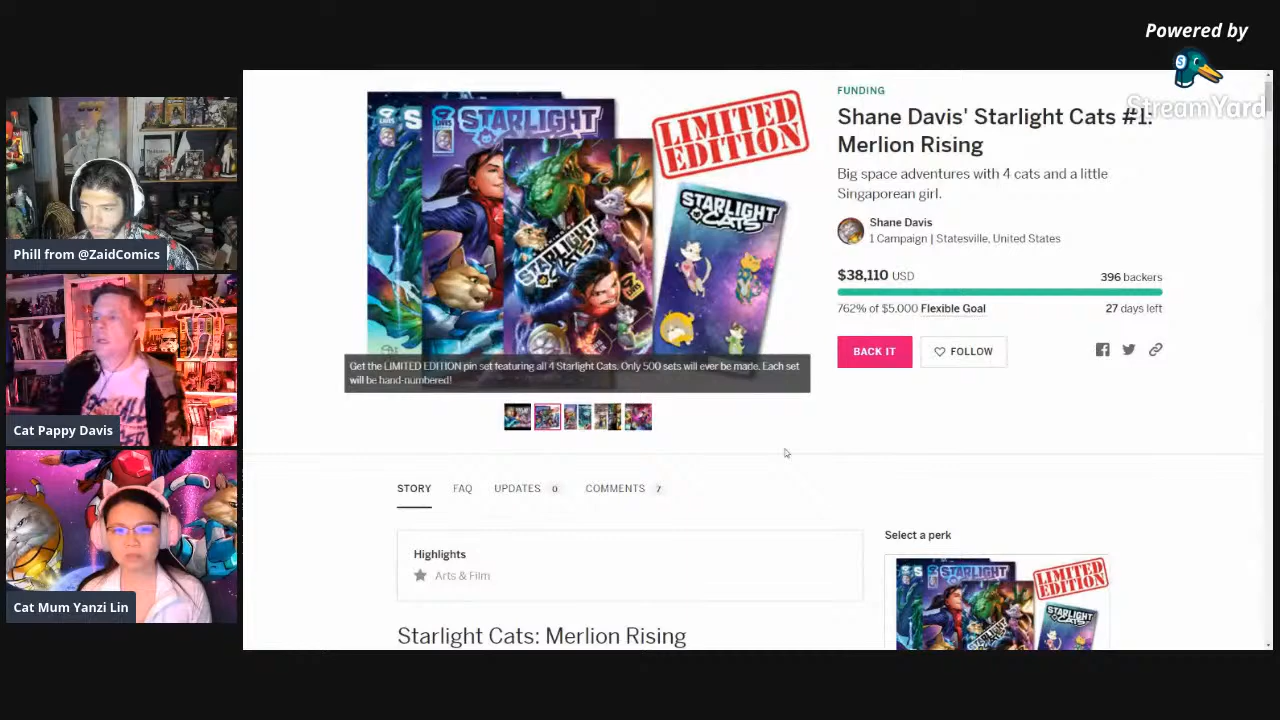 Powered by
StreamYard
Phill from @ZaidComics
Cat Pappy Davis
Cat Mum Yanzi Lin
STARLIGHT
STARLIGHT CATS
LIMITED EDITION
STARLIGHT CATS
Get the LIMITED EDITION pin set featuring all 4 Starlight Cats. Only 500 sets will ever be made. Each set
will be hand-numbered!
FUNDING
Shane Davis' Starlight Cats #1:
Merlion Rising
Big space adventures with 4 cats and a little
Singaporean girl.
Shane Davis
1 Campaign | Statesville, United States
$38,110 USD
396 backers
762% of $5,000 Flexible Goal
27 days left
BACK IT
FOLLOW
STORY
FAQ
UPDATES 0
COMMENTS 7
Highlights
Arts & Film
Starlight Cats: Merlion Rising
Select a perk
STARLIGHT
LIMITED EDITION